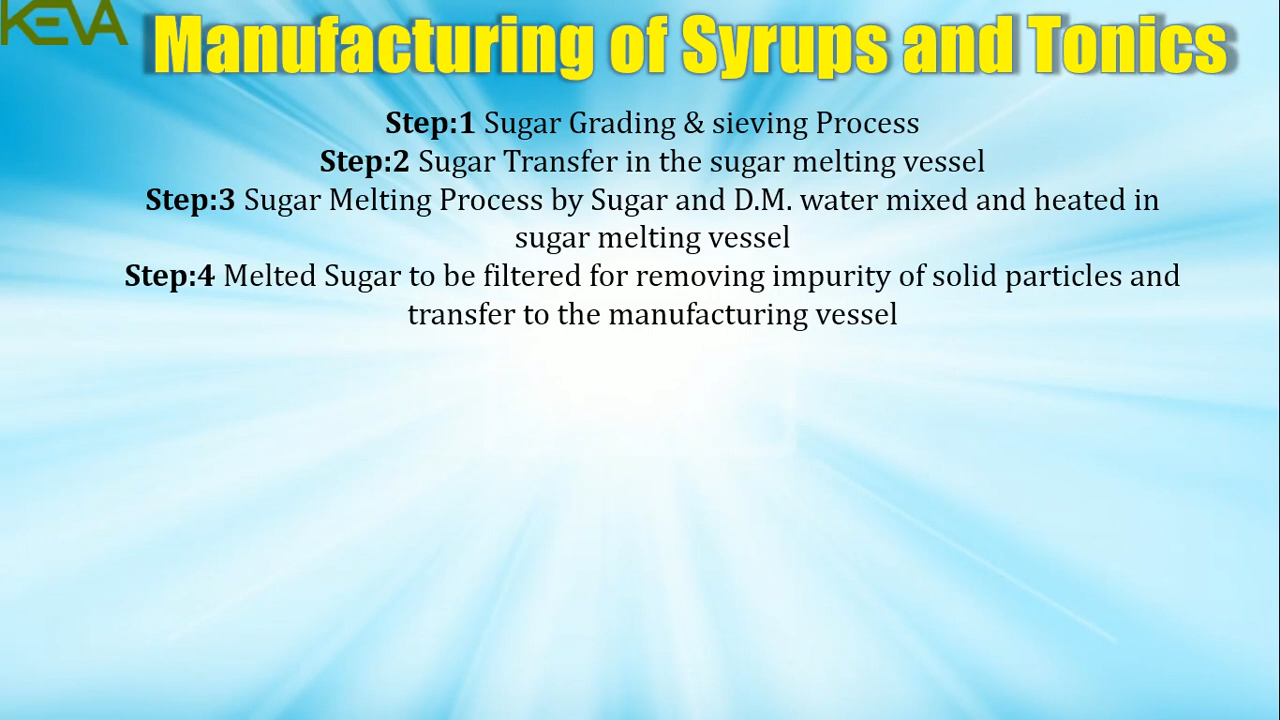 KEVA
Manufacturing of Syrups and Tonics
Step:1 Sugar Grading & sieving Process
Step:2 Sugar Transfer in the sugar melting vessel
Step:3 Sugar Melting Process by Sugar and D.M. water mixed and heated in
sugar melting vessel
Step:4 Melted Sugar to be filtered for removing impurity of solid particles and
transfer to the manufacturing vessel